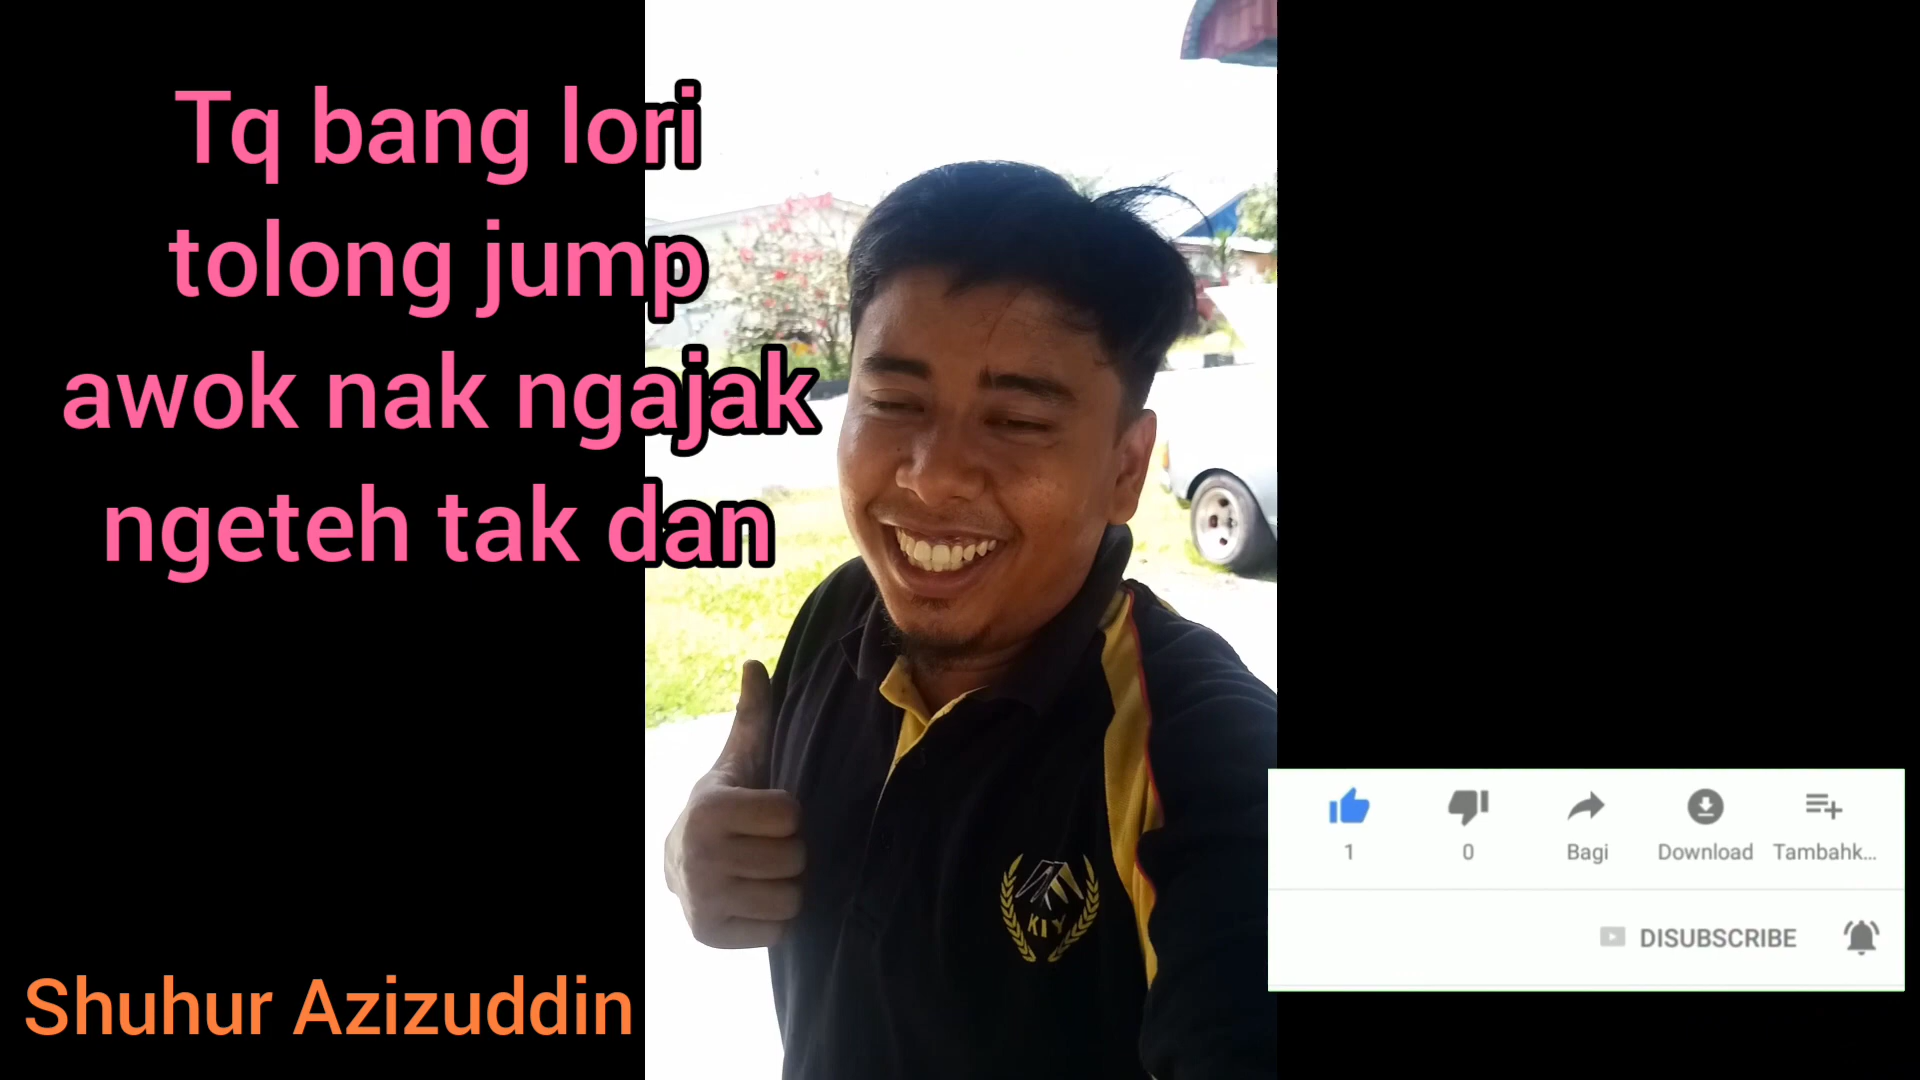 Tq bang lori
tolong jump
awok nak ngajak
ngeteh tak dan
KIY
1
0
Bagi
Download
Tambahk...
DISUBSCRIBE
Shuhur Azizuddin